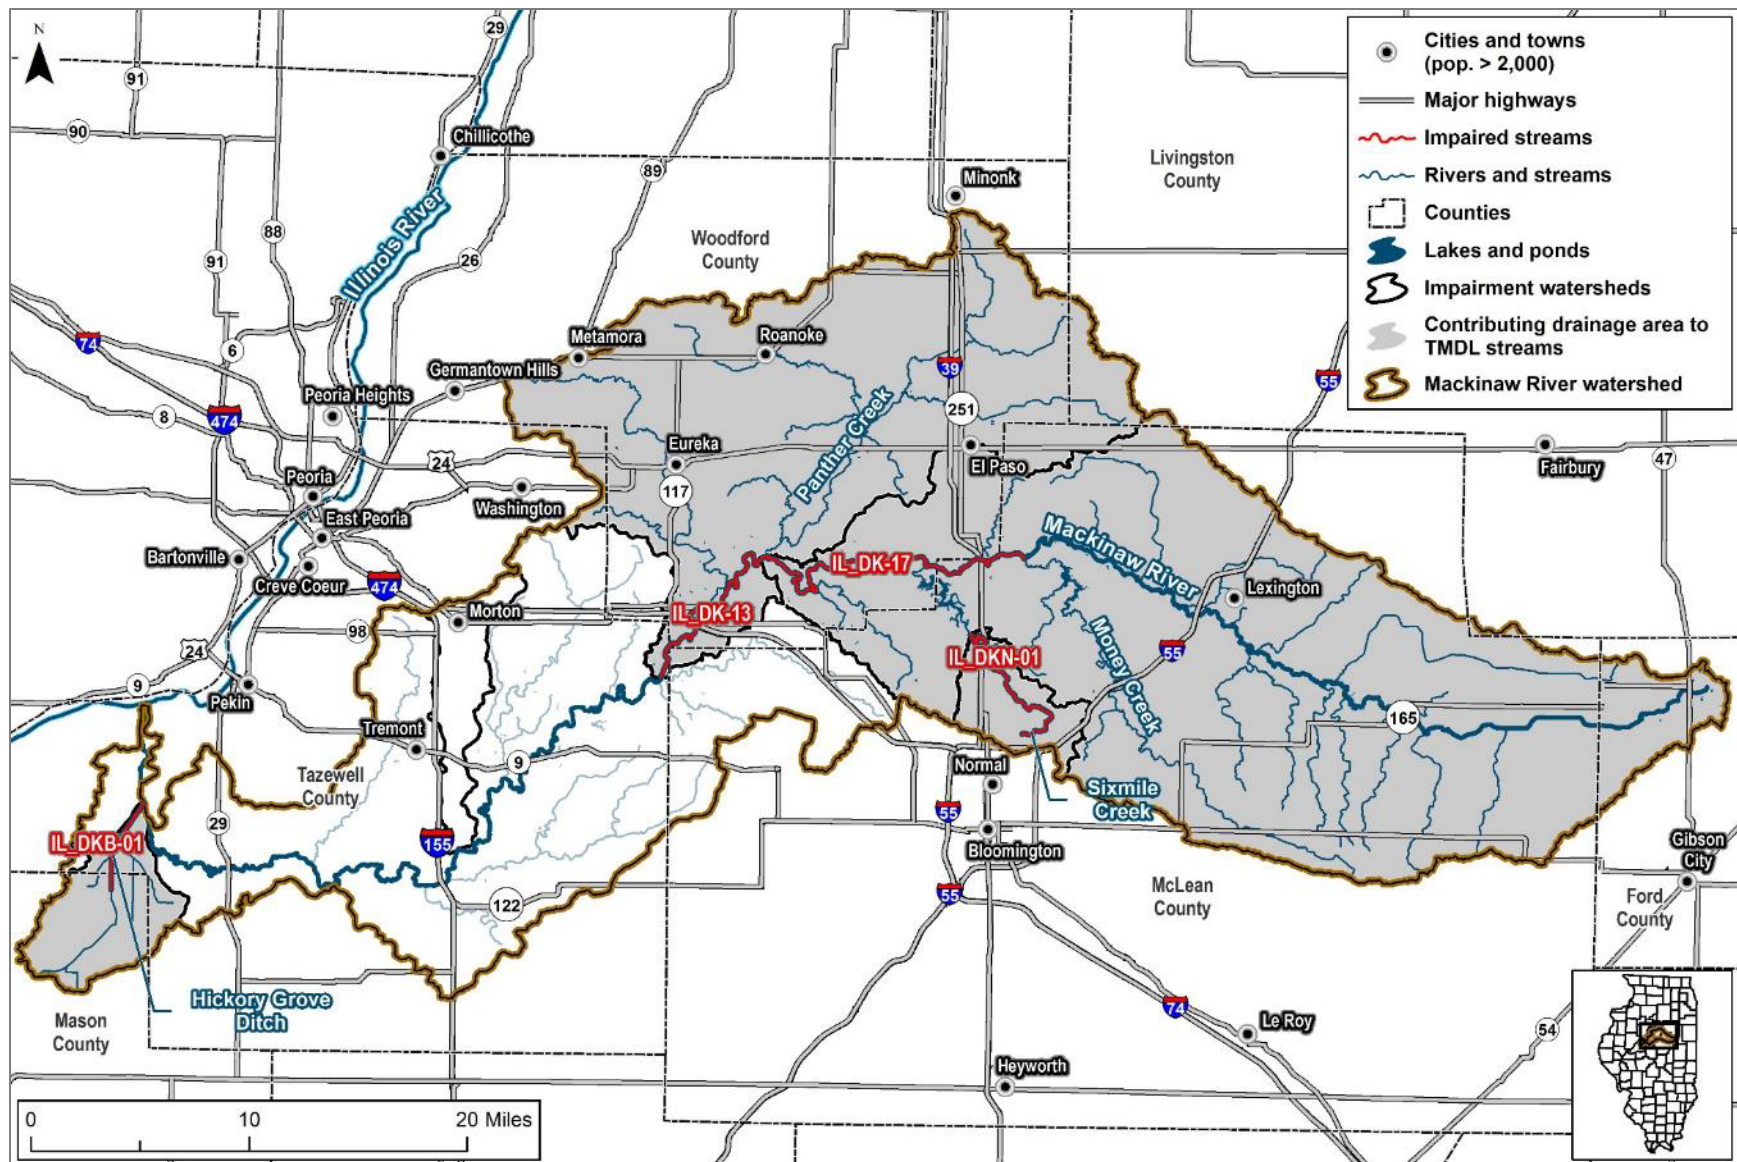 N
29
91
90
Chillicothe
Illinois River
88
91
26
89
Woodford
County
Minonk
Livingston
County
Cities and towns
(pop. > 2,000)
Major highways
Impaired streams
Rivers and streams
Counties
Lakes and ponds
Impairment watersheds
Contributing drainage area to
TMDL streams
Mackinaw River watershed
74
6
Metamora
Roanoke
Germantown Hills
Peoria Heights
8
474
39
251
55
Panther Creek
24
Eureka
El Paso
Fairbury
47
Peoria
Washington
117
East Peoria
Bartonville
Creve Coeur
474
Morton
98
24
9
Pekin
IL_DK-17
Mackinaw River
Lexington
IL_DK-13
IL_DKN-01
Money Creek
55
165
Tremont
9
Tazewell
County
Normal
Sixmile
Creek
29
IL_DKB-01
155
55
Bloomington
Gibson
City
122
55
McLean
County
Ford
County
Hickory Grove
Ditch
Mason
County
74
Le Roy
54
Heyworth
0 10 20 Miles